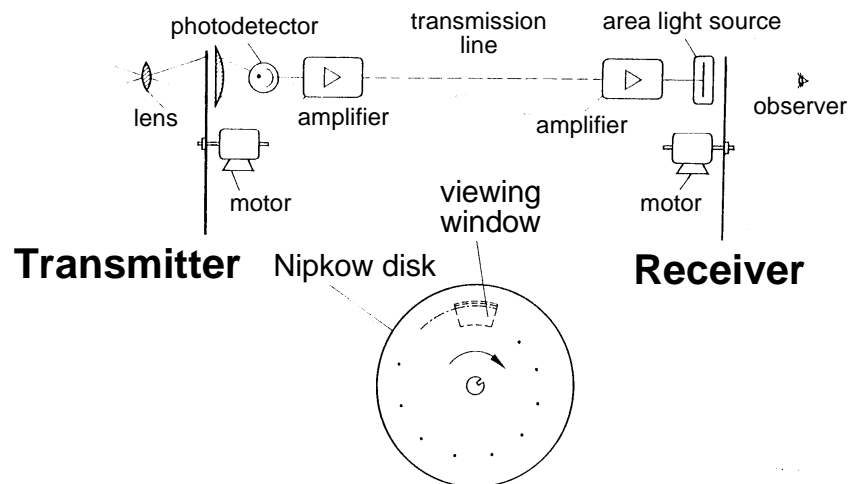 photodetector
transmission
line
area light source
lens
amplifier
amplifier
observer
motor
motor
viewing
window
Transmitter
Nipkow disk
Receiver